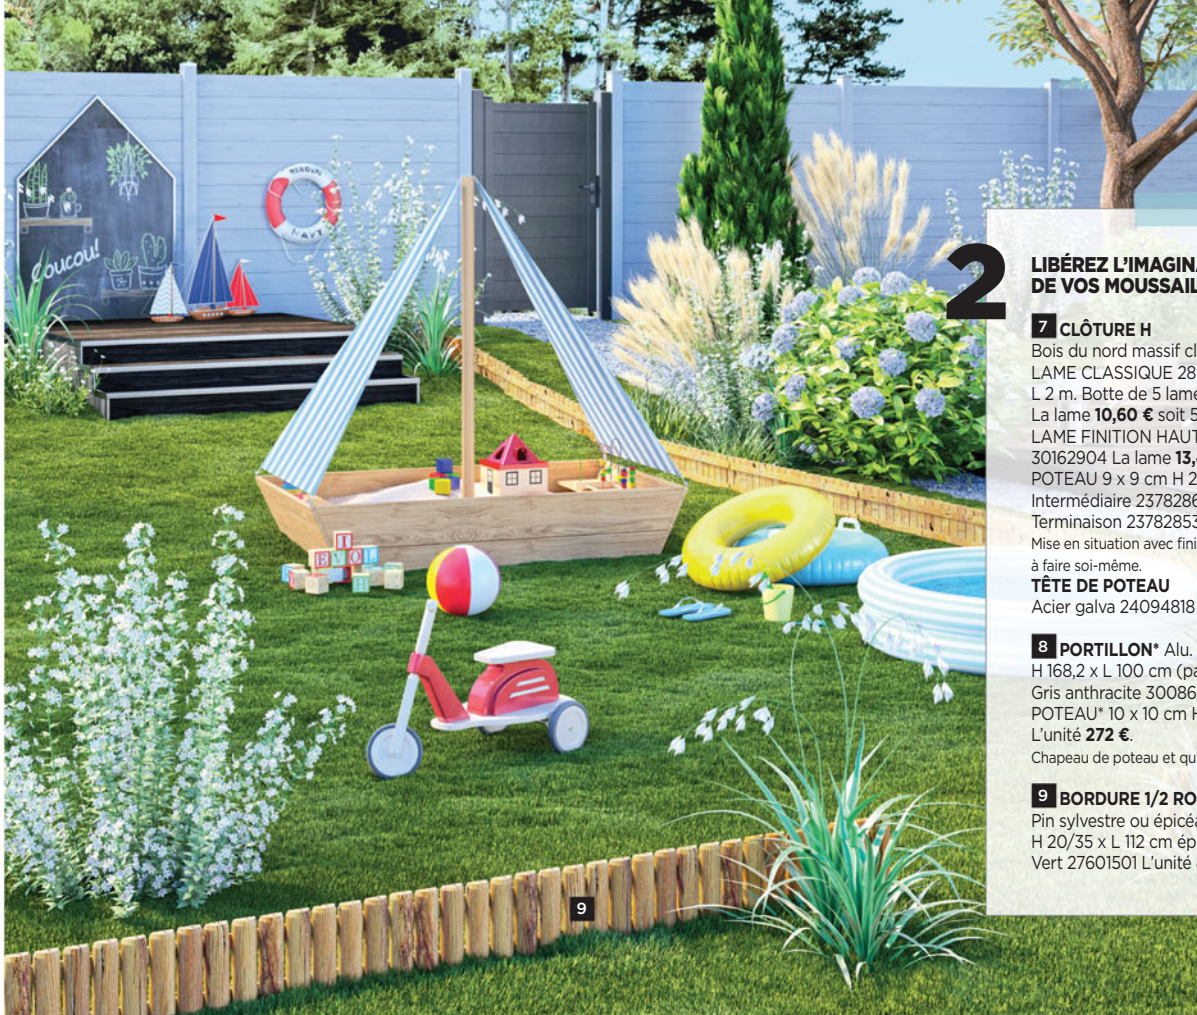 Coucou!
2
LIBÉREZ L'IMAGINA
DE VOS MOUSSAIL
7 CLÔTURE H
Bois du nord massif cl
LAME CLASSIQUE 28
L 2 m. Botte de 5 lame
La lame 10,60 € soit 5
LAME FINITION HAUT
30162904 La lame 13,
POTEAU 9 x 9 cm H 2
Intermédiaire 2378286
Terminaison 23782853
Mise en situation avec fini
à faire soi-même.
TÊTE DE POTEAU
Acier galva 24094818
8 PORTILLON* Alu.
H 168,2 x L 100 cm (pa
Gris anthracite 30086
POTEAU* 10 x 10 cm H
L'unité 272 €.
Chapeau de poteau et qu
9 BORDURE 1/2 RO
Pin sylvestre ou épicéa
H 20/35 x L 112 cm ép
Vert 27601501 L'unité
9